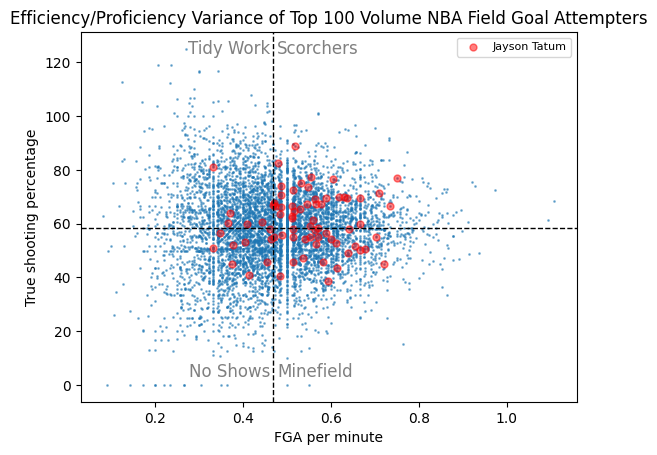 Efficiency/Proficiency Variance of Top 100 Volume NBA Field Goal Attempters
Tidy Work Scorchers
Jayson Tatum
120
100
80
60
40
20
0
True shooting percentage
No Shows Minefield
0.2 0.4 0.6 0.8 1.0
FGA per minute